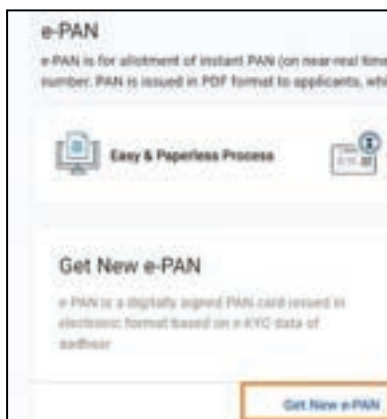 e-PAN
e-PAN is for allotment of instant PAN (on near-real time
number. PAN is issued in PDF format to applicants, whi
Easy & Paperless Process
Get New e-PAN
e-PAN is a digitally signed PAN card issued in
electronic format based on e-KYC data of
aadhaar
Get New e-PAN